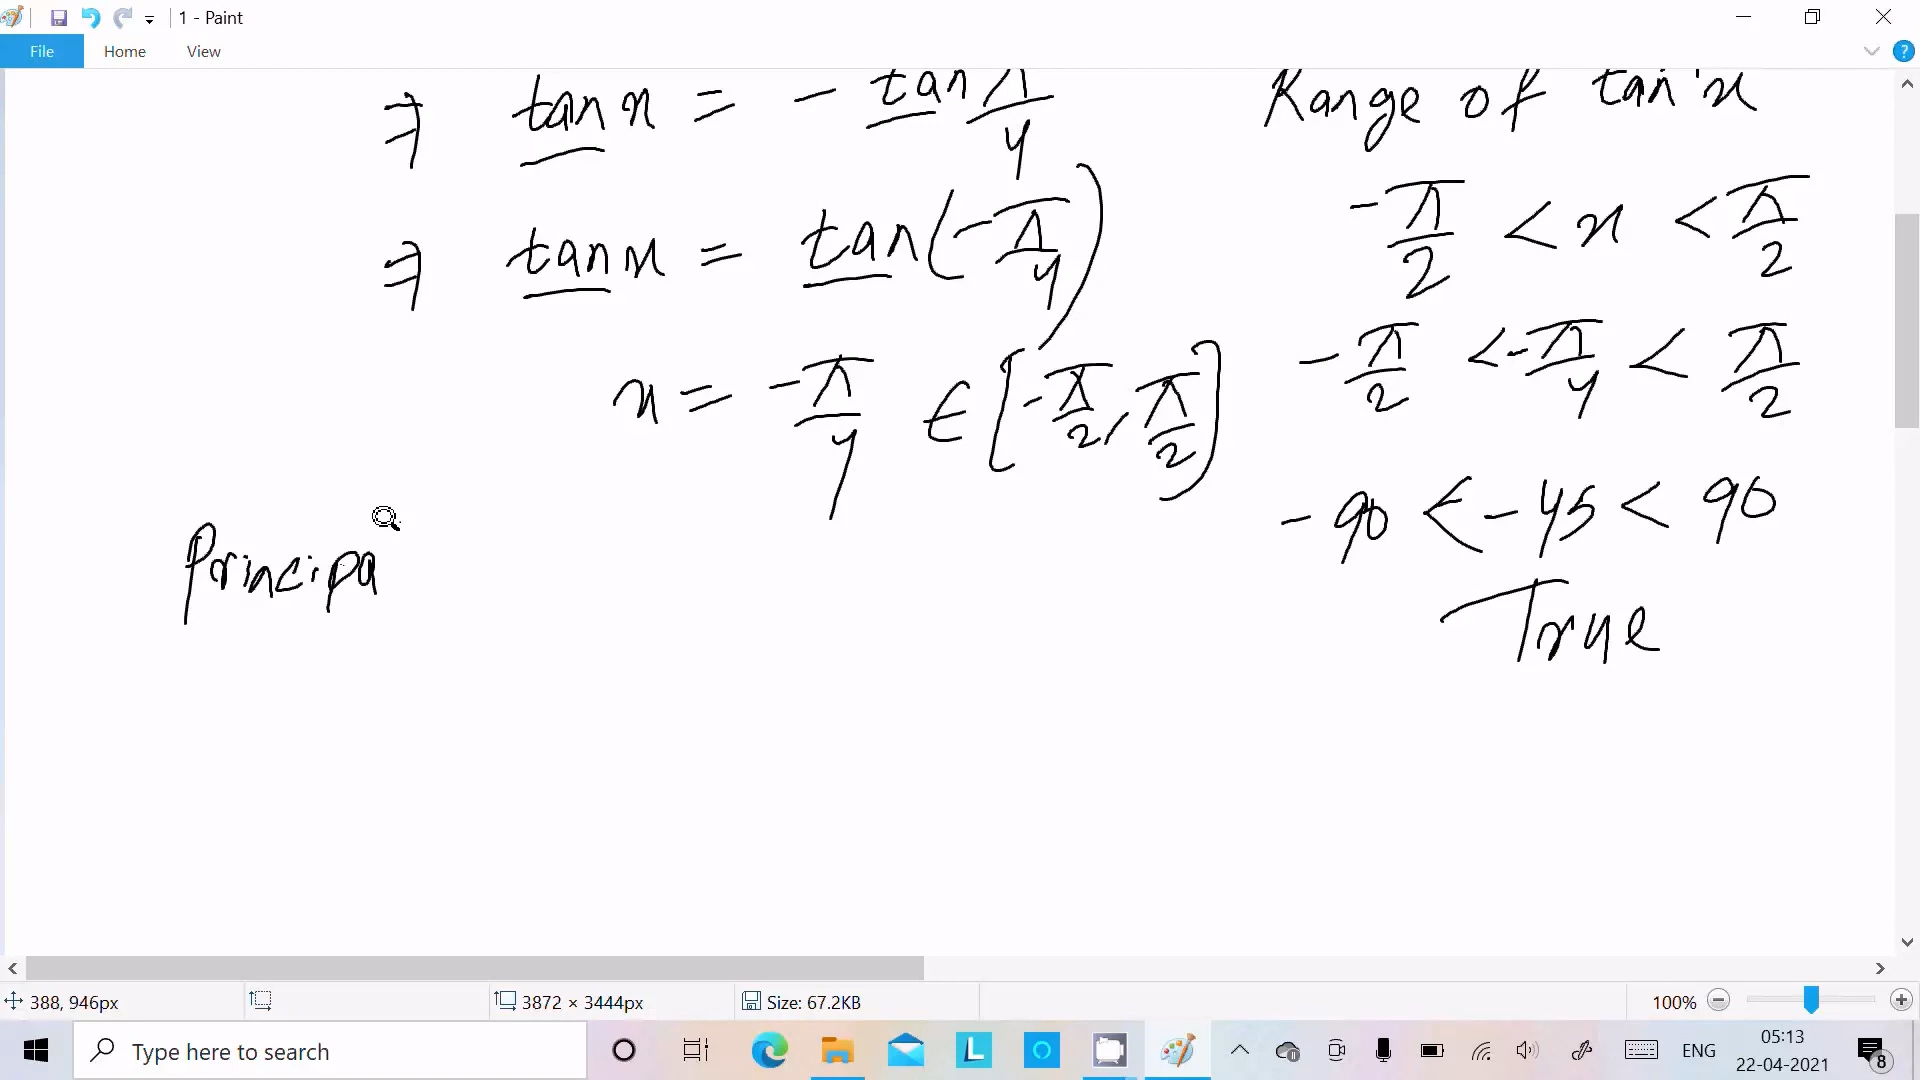 1 - Paint
File Home View
⇒ tan x = - tan π/4
⇒ tan x = tan(-π/4)
x = -π/4 ∈ [-π/2, π/2]
Principa
Range of tan⁻¹x
-π/2 < x < π/2
-π/2 < -π/4 < π/2
-90 < -45 < 90
True
388, 946px 3872 × 3444px Size: 67.2KB 100%
Type here to search
L
ENG
05:13
22-04-2021
8